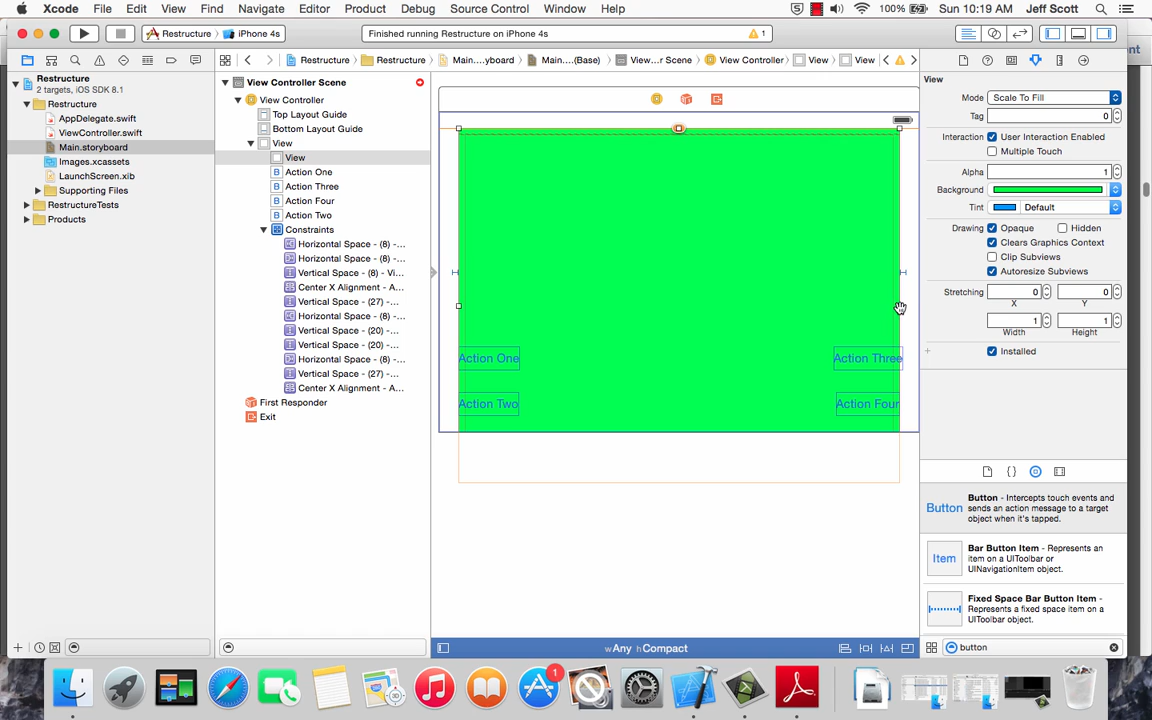 Xcode File Edit View Find Navigate Editor Product Debug Source Control Window Help 5 100% Sun 10:19 AM Jeff Scott
Restructure › iPhone 4s
Finished running Restructure on iPhone 4s
1
Restructure
2 targets, iOS SDK 8.1
Restructure
AppDelegate.swift
ViewController.swift
Main.storyboard
Images.xcassets
LaunchScreen.xib
Supporting Files
RestructureTests
Products
Restructure › Restructure › Main....yboard › Main....(Base) › View...r Scene › View Controller › View › View
View Controller Scene
View Controller
Top Layout Guide
Bottom Layout Guide
View
View
Action One
Action Three
Action Four
Action Two
Constraints
Horizontal Space - (8) -...
Horizontal Space - (8) -...
Vertical Space - (8) - Vi...
Center X Alignment - A...
Vertical Space - (27) -...
Horizontal Space - (8) -...
Vertical Space - (20) -...
Vertical Space - (20) -...
Horizontal Space - (8) -...
Vertical Space - (27) -...
Center X Alignment - A...
First Responder
Exit
Action One
Action Three
Action Two
Action Four
wAny hCompact
View
Mode Scale To Fill
Tag 0
Interaction User Interaction Enabled
Multiple Touch
Alpha 1
Background
Tint Default
Drawing Opaque Hidden
Clears Graphics Context
Clip Subviews
Autoresize Subviews
Stretching 0 0
X Y
1 1
Width Height
Installed
Button
Button - Intercepts touch events and
sends an action message to a target
object when it's tapped.
Item
Bar Button Item - Represents an
item on a UIToolbar or
UINavigationItem object.
Fixed Space Bar Button Item -
Represents a fixed space item on a
UIToolbar object.
button
1